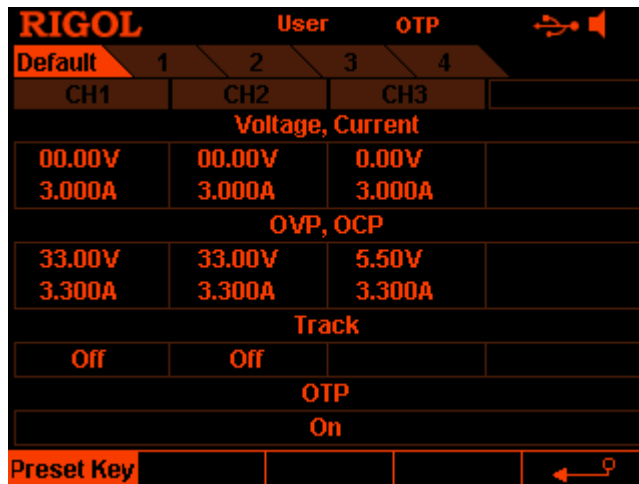 RIGOL User OTP
Default 1 2 3 4
CH1 CH2 CH3
Voltage, Current
00.00V 00.00V 0.00V
3.000A 3.000A 3.000A
OVP, OCP
33.00V 33.00V 5.50V
3.300A 3.300A 3.300A
Track
Off Off
OTP
On
Preset Key